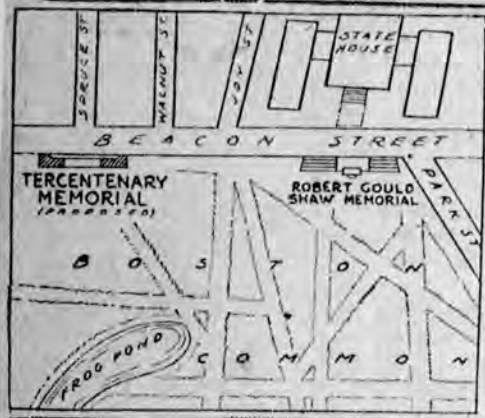 STATE
HOUSE
SPRUCE ST.
WALNUT ST.
JOY ST
BEACON STREET
TERCENTENARY
MEMORIAL
(PROPOSED)
ROBERT GOULD
SHAW MEMORIAL
PARK ST
BOSTON
FROG POND
COMMON